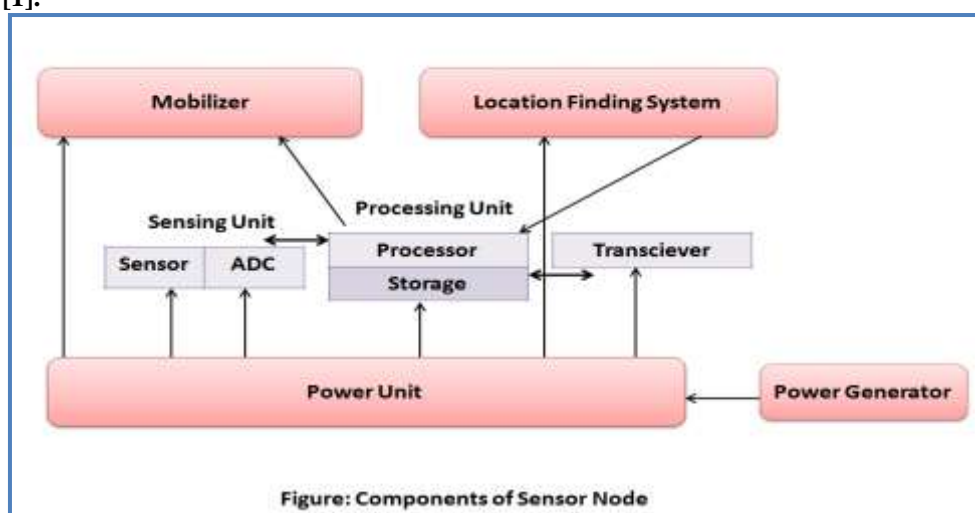 [1].
Mobilizer
Location Finding System
Processing Unit
Sensing Unit
Processor
Transciever
Sensor
ADC
Storage
Power Unit
Power Generator
Figure: Components of Sensor Node